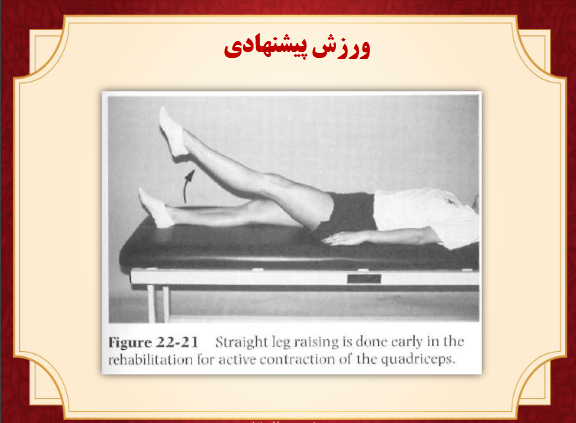 ورزش پیشنهادی
Figure 22-21 Straight leg raising is done early in the
rehabilitation for active contraction of the quadriceps.